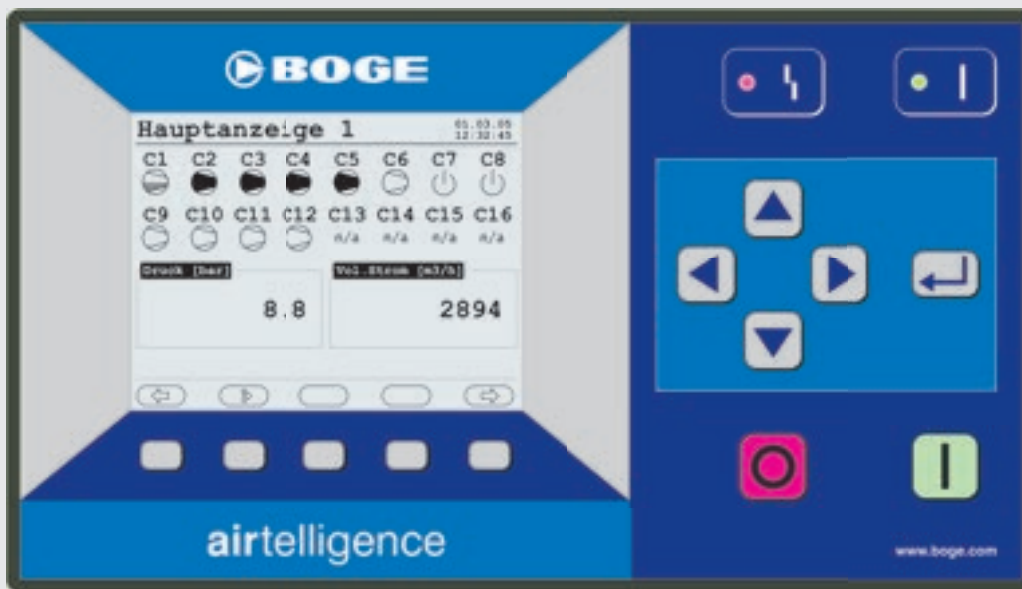 BOGE
Hauptanzeige 1
01.03.05
12:32:45
C1 C2 C3 C4 C5 C6 C7 C8
C9 C10 C11 C12 C13 C14 C15 C16
n/a n/a n/a n/a
Druck [bar] Vol.Strom [m3/h]
8.8 2894
airtelligence
www.boge.com